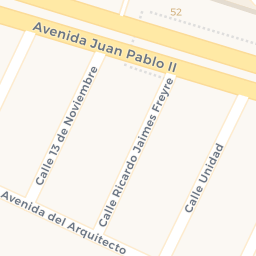 52
Avenida Juan Pablo II
Calle 13 de Noviembre
Calle Ricardo Jaimes Freyre
Calle Unidad
Avenida del Arquitecto